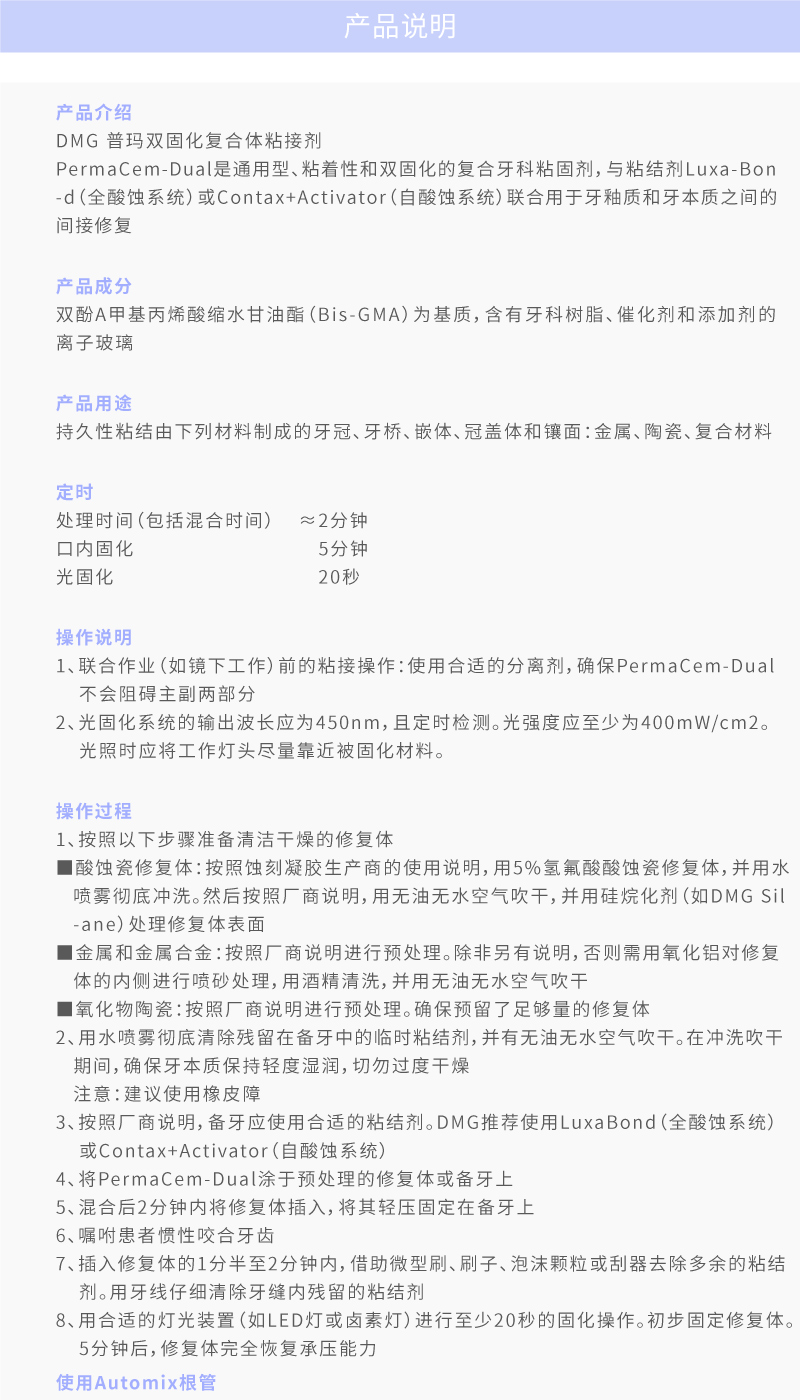 产品说明
产品介绍
DMG 普玛双固化复合体粘接剂
PermaCem-Dual是通用型、粘着性和双固化的复合牙科粘固剂,与粘结剂Luxa-Bon
-d(全酸蚀系统)或Contax+Activator(自酸蚀系统)联合用于牙釉质和牙本质之间的
间接修复
产品成分
双酚A甲基丙烯酸缩水甘油酯(Bis-GMA)为基质,含有牙科树脂、催化剂和添加剂的
离子玻璃
产品用途
持久性粘结由下列材料制成的牙冠、牙桥、嵌体、冠盖体和镶面:金属、陶瓷、复合材料
定时
处理时间(包括混合时间) ≈2分钟
口内固化 5分钟
光固化 20秒
操作说明
1、联合作业(如镜下工作)前的粘接操作:使用合适的分离剂,确保PermaCem-Dual
不会阻碍主副两部分
2、光固化系统的输出波长应为450nm,且定时检测。光强度应至少为400mW/cm2。
光照时应将工作灯头尽量靠近被固化材料。
操作过程
1、按照以下步骤准备清洁干燥的修复体
■酸蚀瓷修复体:按照蚀刻凝胶生产商的使用说明,用5%氢氟酸酸蚀瓷修复体,并用水
喷雾彻底冲洗。然后按照厂商说明,用无油无水空气吹干,并用硅烷化剂(如DMG Sil
-ane)处理修复体表面
■金属和金属合金:按照厂商说明进行预处理。除非另有说明,否则需用氧化铝对修复
体的内侧进行喷砂处理,用酒精清洗,并用无油无水空气吹干
■氧化物陶瓷:按照厂商说明进行预处理。确保预留了足够量的修复体
2、用水喷雾彻底清除残留在备牙中的临时粘结剂,并有无油无水空气吹干。在冲洗吹干
期间,确保牙本质保持轻度湿润,切勿过度干燥
注意:建议使用橡皮障
3、按照厂商说明,备牙应使用合适的粘结剂。DMG推荐使用LuxaBond(全酸蚀系统)
或Contax+Activator(自酸蚀系统)
4、将PermaCem-Dual涂于预处理的修复体或备牙上
5、混合后2分钟内将修复体插入,将其轻压固定在备牙上
6、嘱咐患者惯性咬合牙齿
7、插入修复体的1分半至2分钟内,借助微型刷、刷子、泡沫颗粒或刮器去除多余的粘结
剂。用牙线仔细清除牙缝内残留的粘结剂
8、用合适的灯光装置(如LED灯或卤素灯)进行至少20秒的固化操作。初步固定修复体。
5分钟后,修复体完全恢复承压能力
使用Automix根管